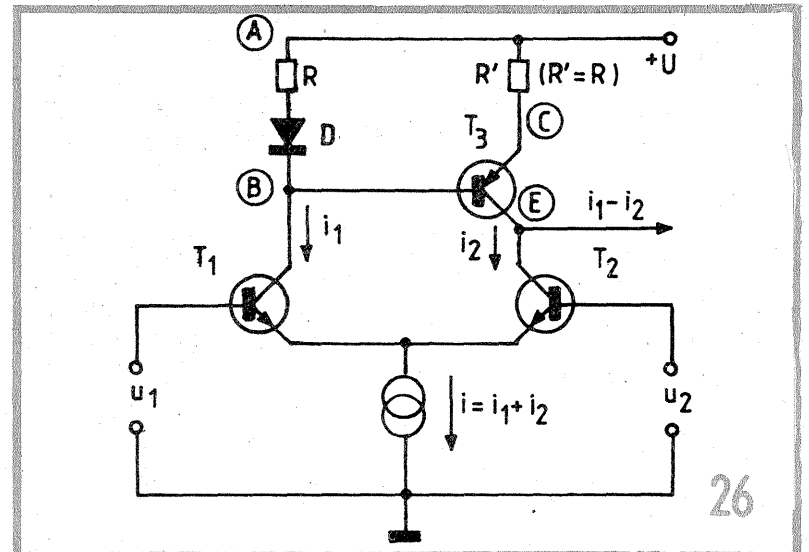 A
+U
R
R' (R'=R)
T3
C
D
B
E
i1-i2
i1
i2
T1
T2
u1
i=i1+i2
u2
26